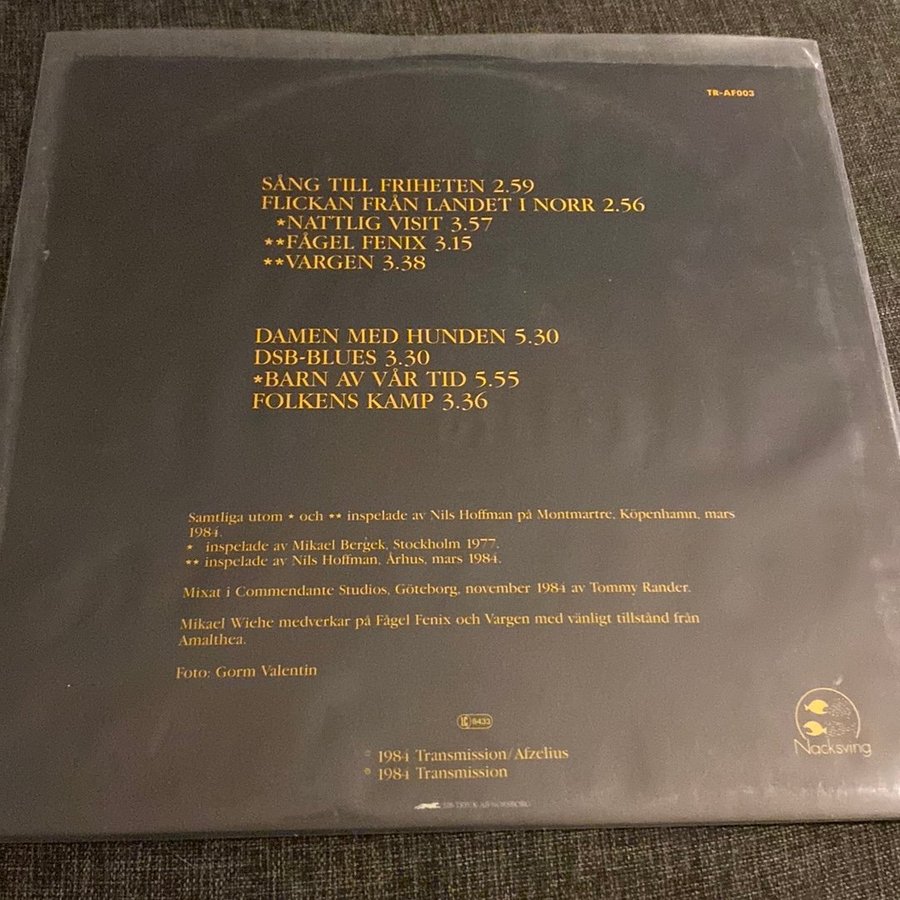 TR-AF003
SÅNG TILL FRIHETEN 2.59
FLICKAN FRÅN LANDET I NORR 2.56
*NATTLIG VISIT 3.57
**FÅGEL FENIX 3.15
**VARGEN 3.38
DAMEN MED HUNDEN 5.30
DSB-BLUES 3.30
*BARN AV VÅR TID 5.55
FOLKENS KAMP 3.36
Samtliga utom * och ** inspelade av Nils Hoffman på Montmartre, Köpenhamn, mars
1984.
* inspelade av Mikael Bergek, Stockholm 1977.
** inspelade av Nils Hoffman, Århus, mars 1984.
Mixat i Commendante Studios, Göteborg, november 1984 av Tommy Rander.
Mikael Wiehe medverkar på Fågel Fenix och Vargen med vänligt tillstånd från
Amalthea.
Foto: Gorm Valentin
LC 8433
Nacksving
© 1984 Transmission/Afzelius
℗ 1984 Transmission